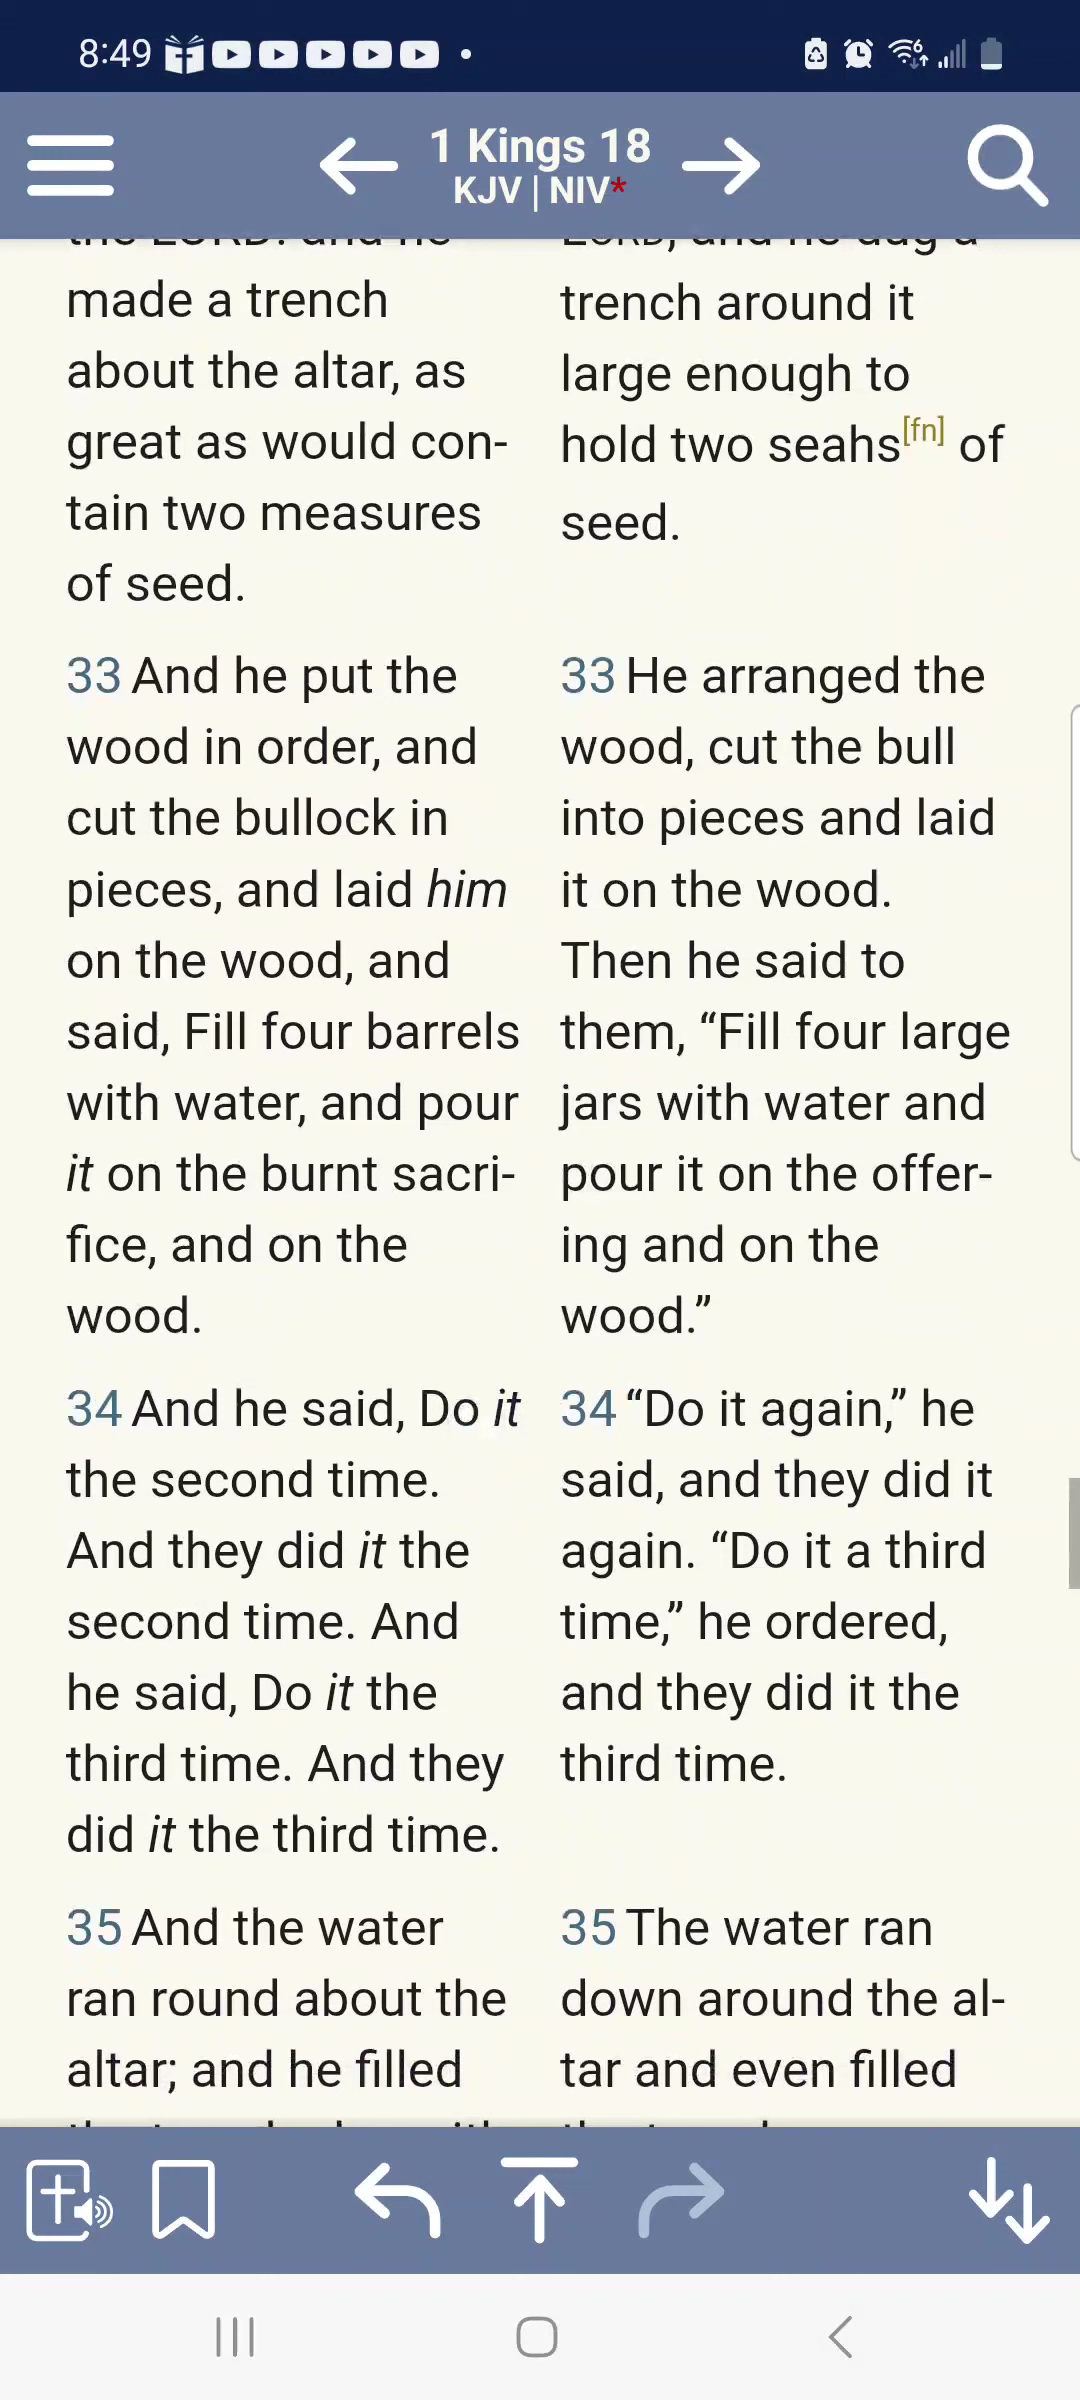 8:49
1 Kings 18
KJV | NIV*
made a trench
about the altar, as
great as would con-
tain two measures
of seed.
33 And he put the
wood in order, and
cut the bullock in
pieces, and laid him
on the wood, and
said, Fill four barrels
with water, and pour
it on the burnt sacri-
fice, and on the
wood.
34 And he said, Do it
the second time.
And they did it the
second time. And
he said, Do it the
third time. And they
did it the third time.
35 And the water
ran round about the
altar; and he filled
LORD, and he dug a
trench around it
large enough to
hold two seahs[fn] of
seed.
33 He arranged the
wood, cut the bull
into pieces and laid
it on the wood.
Then he said to
them, “Fill four large
jars with water and
pour it on the offer-
ing and on the
wood.”
34 “Do it again,” he
said, and they did it
again. “Do it a third
time,” he ordered,
and they did it the
third time.
35 The water ran
down around the al-
tar and even filled